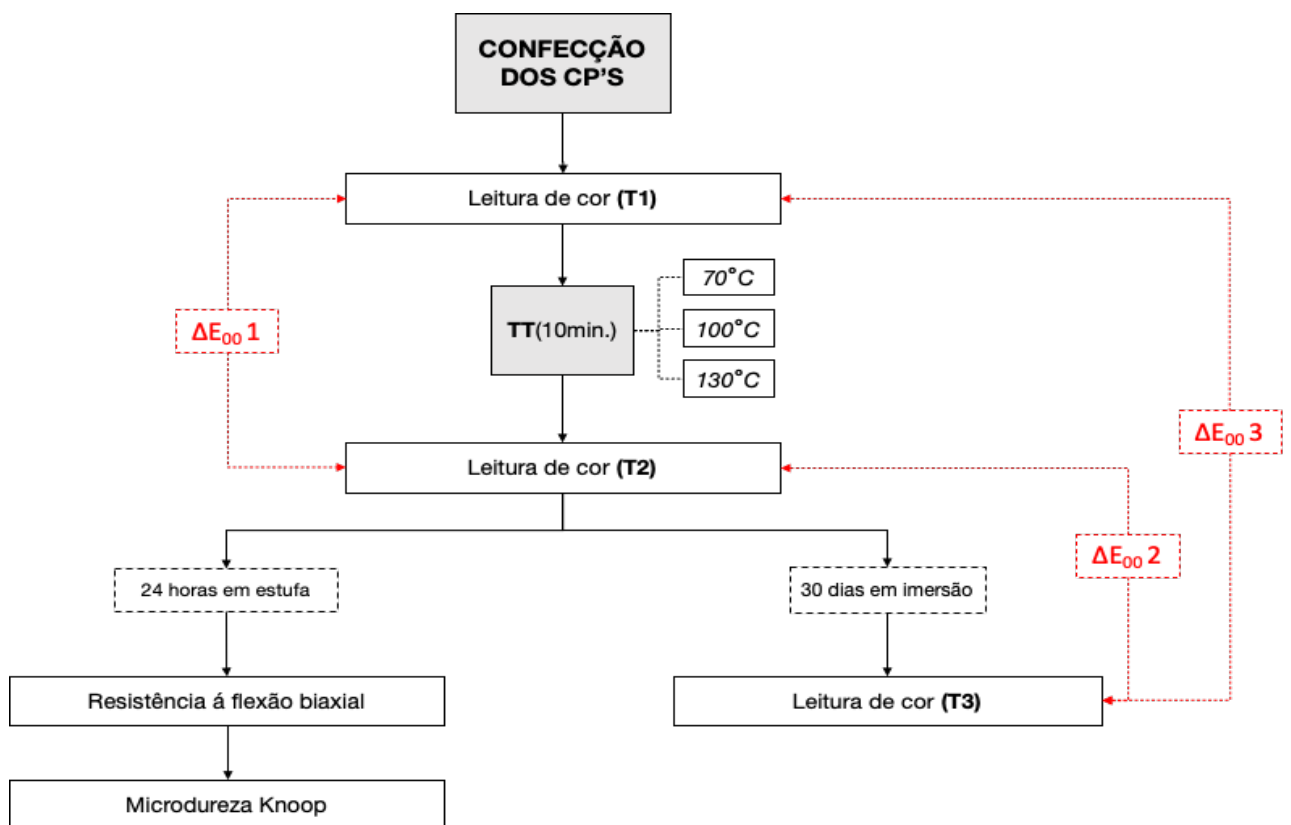 CONFECÇÃO
DOS CP'S
Leitura de cor (T1)
70°C
TT(10min.)
100°C
ΔE₀₀ 1
130°C
ΔE₀₀ 3
Leitura de cor (T2)
ΔE₀₀ 2
24 horas em estufa
30 dias em imersão
Resistência á flexão biaxial
Leitura de cor (T3)
Microdureza Knoop